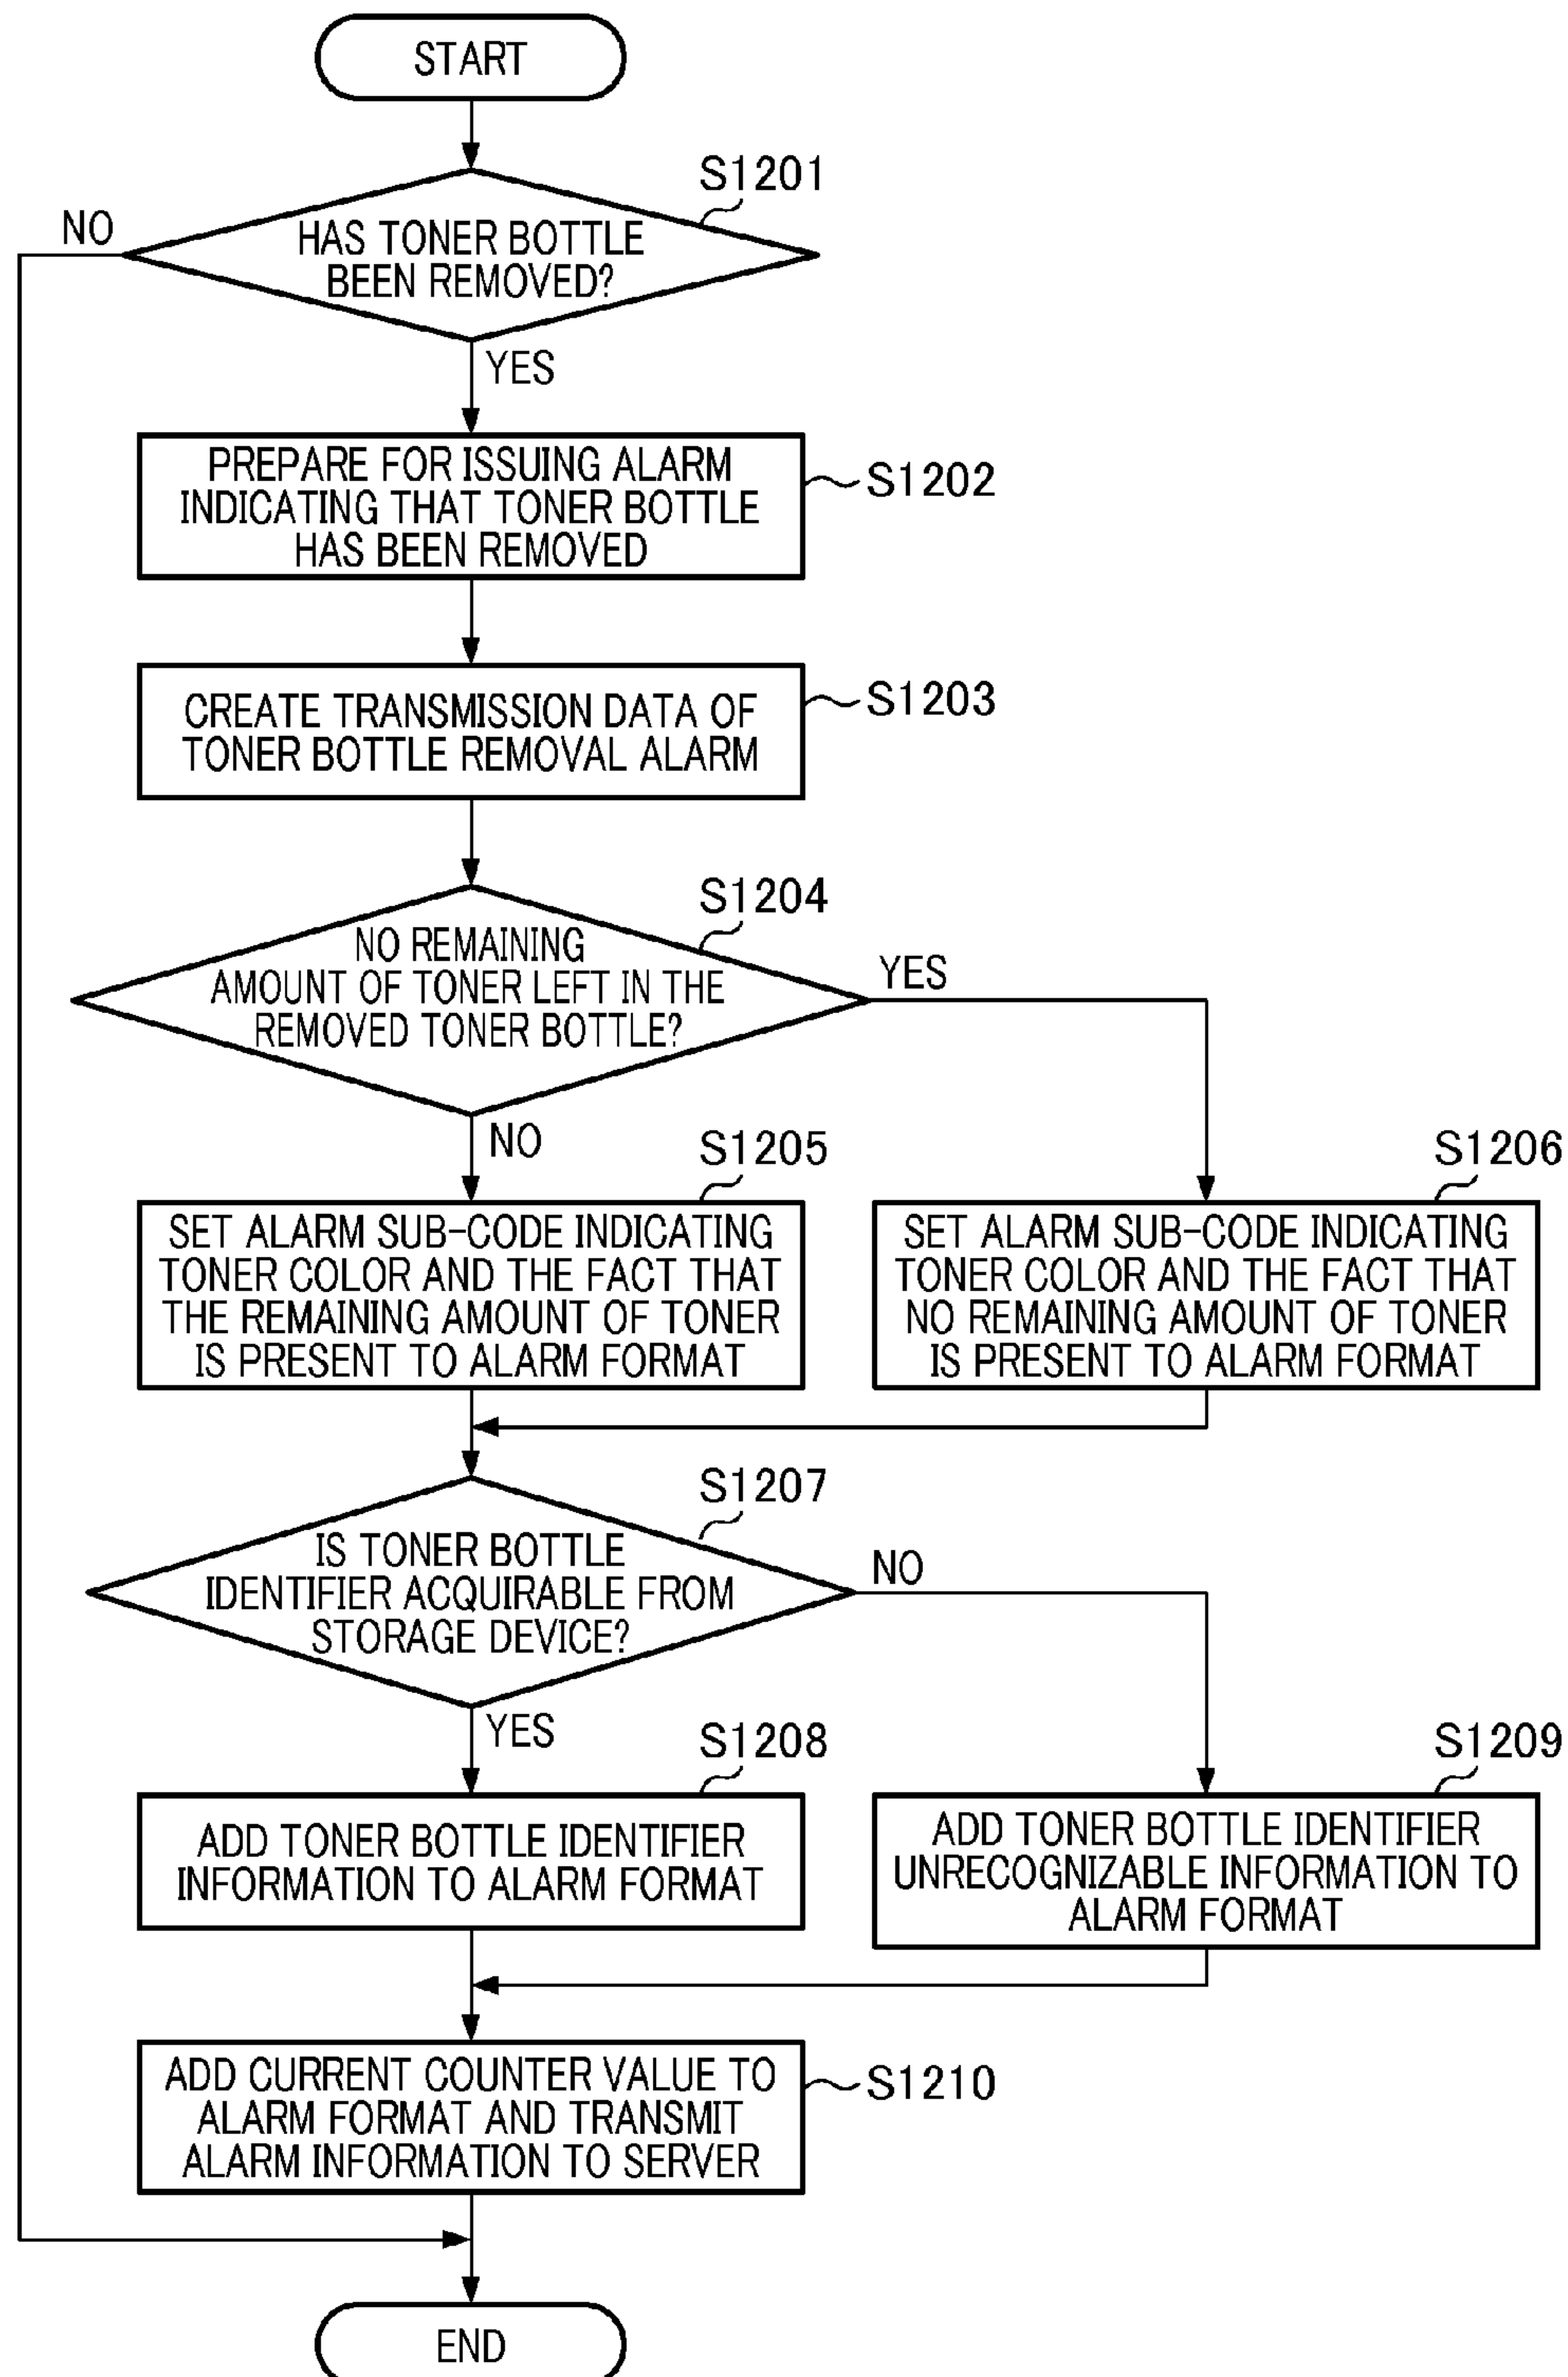 START
S1201
NO
HAS TONER BOTTLE
BEEN REMOVED?
YES
PREPARE FOR ISSUING ALARM
INDICATING THAT TONER BOTTLE
HAS BEEN REMOVED
S1202
CREATE TRANSMISSION DATA OF
TONER BOTTLE REMOVAL ALARM
S1203
S1204
NO REMAINING
AMOUNT OF TONER LEFT IN THE
REMOVED TONER BOTTLE?
YES
NO
S1205
SET ALARM SUB-CODE INDICATING
TONER COLOR AND THE FACT THAT
THE REMAINING AMOUNT OF TONER
IS PRESENT TO ALARM FORMAT
S1206
SET ALARM SUB-CODE INDICATING
TONER COLOR AND THE FACT THAT
NO REMAINING AMOUNT OF TONER
IS PRESENT TO ALARM FORMAT
S1207
IS TONER BOTTLE
IDENTIFIER ACQUIRABLE FROM
STORAGE DEVICE?
NO
YES
S1208
ADD TONER BOTTLE IDENTIFIER
INFORMATION TO ALARM FORMAT
S1209
ADD TONER BOTTLE IDENTIFIER
UNRECOGNIZABLE INFORMATION TO
ALARM FORMAT
ADD CURRENT COUNTER VALUE TO
ALARM FORMAT AND TRANSMIT
ALARM INFORMATION TO SERVER
S1210
END